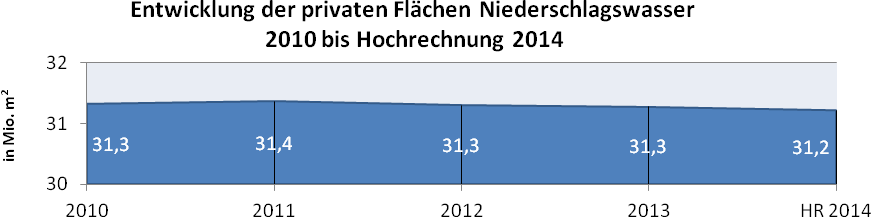 Entwicklung der privaten Flächen Niederschlagswasser
2010 bis Hochrechnung 2014
in Mio. m²
32
31
30
31,3 31,4 31,3 31,3 31,2
2010 2011 2012 2013 HR 2014